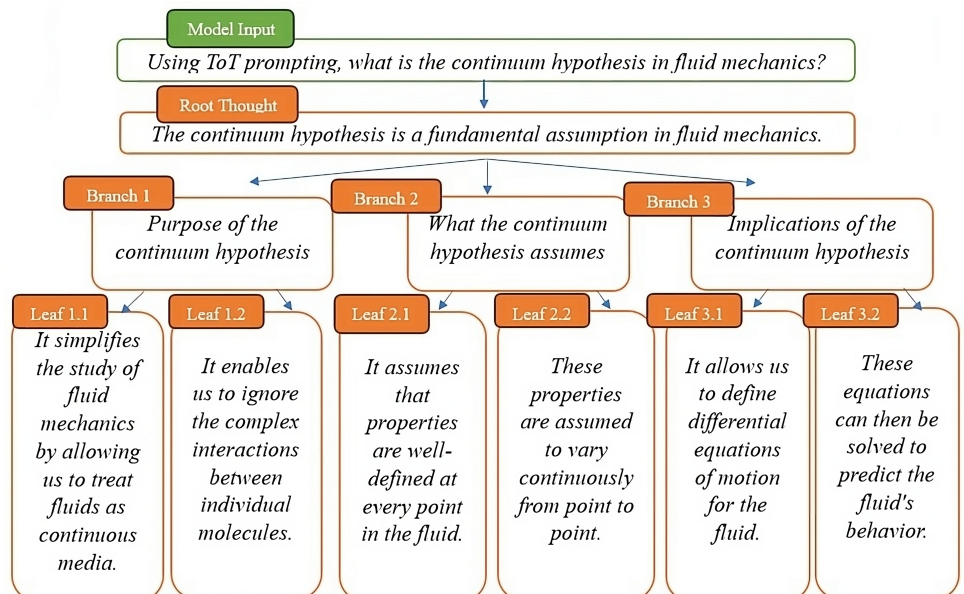 Model Input
Using ToT prompting, what is the continuum hypothesis in fluid mechanics?
Root Thought
The continuum hypothesis is a fundamental assumption in fluid mechanics.
Branch 1
Purpose of the
continuum hypothesis
Branch 2
What the continuum
hypothesis assumes
Branch 3
Implications of the
continuum hypothesis
Leaf 1.1
It simplifies
the study of
fluid
mechanics
by allowing
us to treat
fluids as
continuous
media.
Leaf 1.2
It enables
us to ignore
the complex
interactions
between
individual
molecules.
Leaf 2.1
It assumes
that
properties
are well-
defined at
every point
in the fluid.
Leaf 2.2
These
properties
are assumed
to vary
continuously
from point to
point.
Leaf 3.1
It allows us
to define
differential
equations
of motion
for the
fluid.
Leaf 3.2
These
equations
can then be
solved to
predict the
fluid's
behavior.